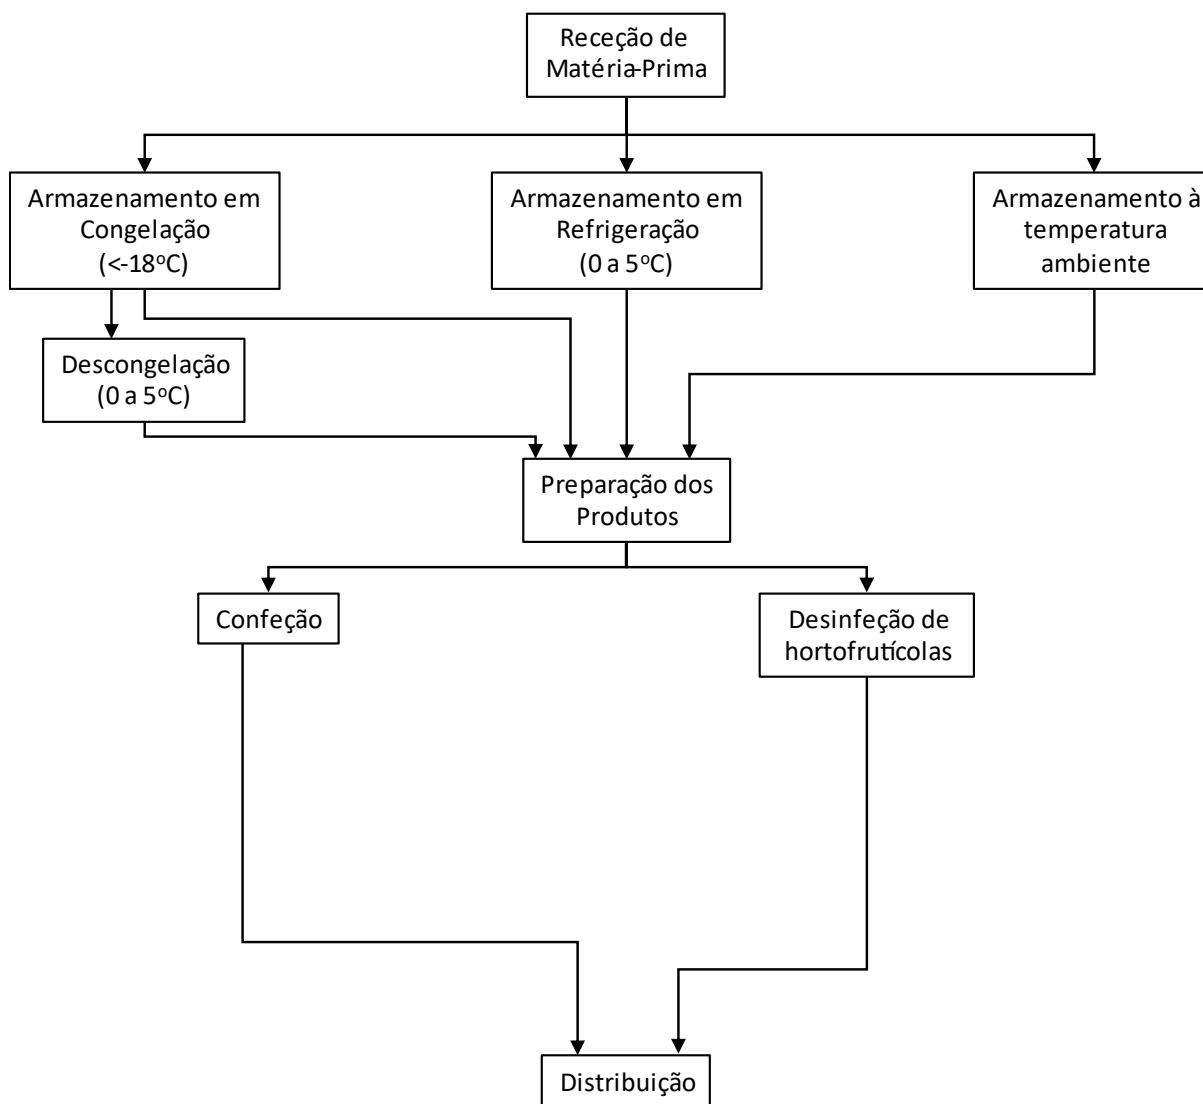 Receção de
Matéria-Prima
Armazenamento em
Congelação
(<-18ºC)
Armazenamento em
Refrigeração
(0 a 5ºC)
Armazenamento à
temperatura
ambiente
Descongelação
(0 a 5ºC)
Preparação dos
Produtos
Confeção
Desinfeção de
hortofrutícolas
Distribuição